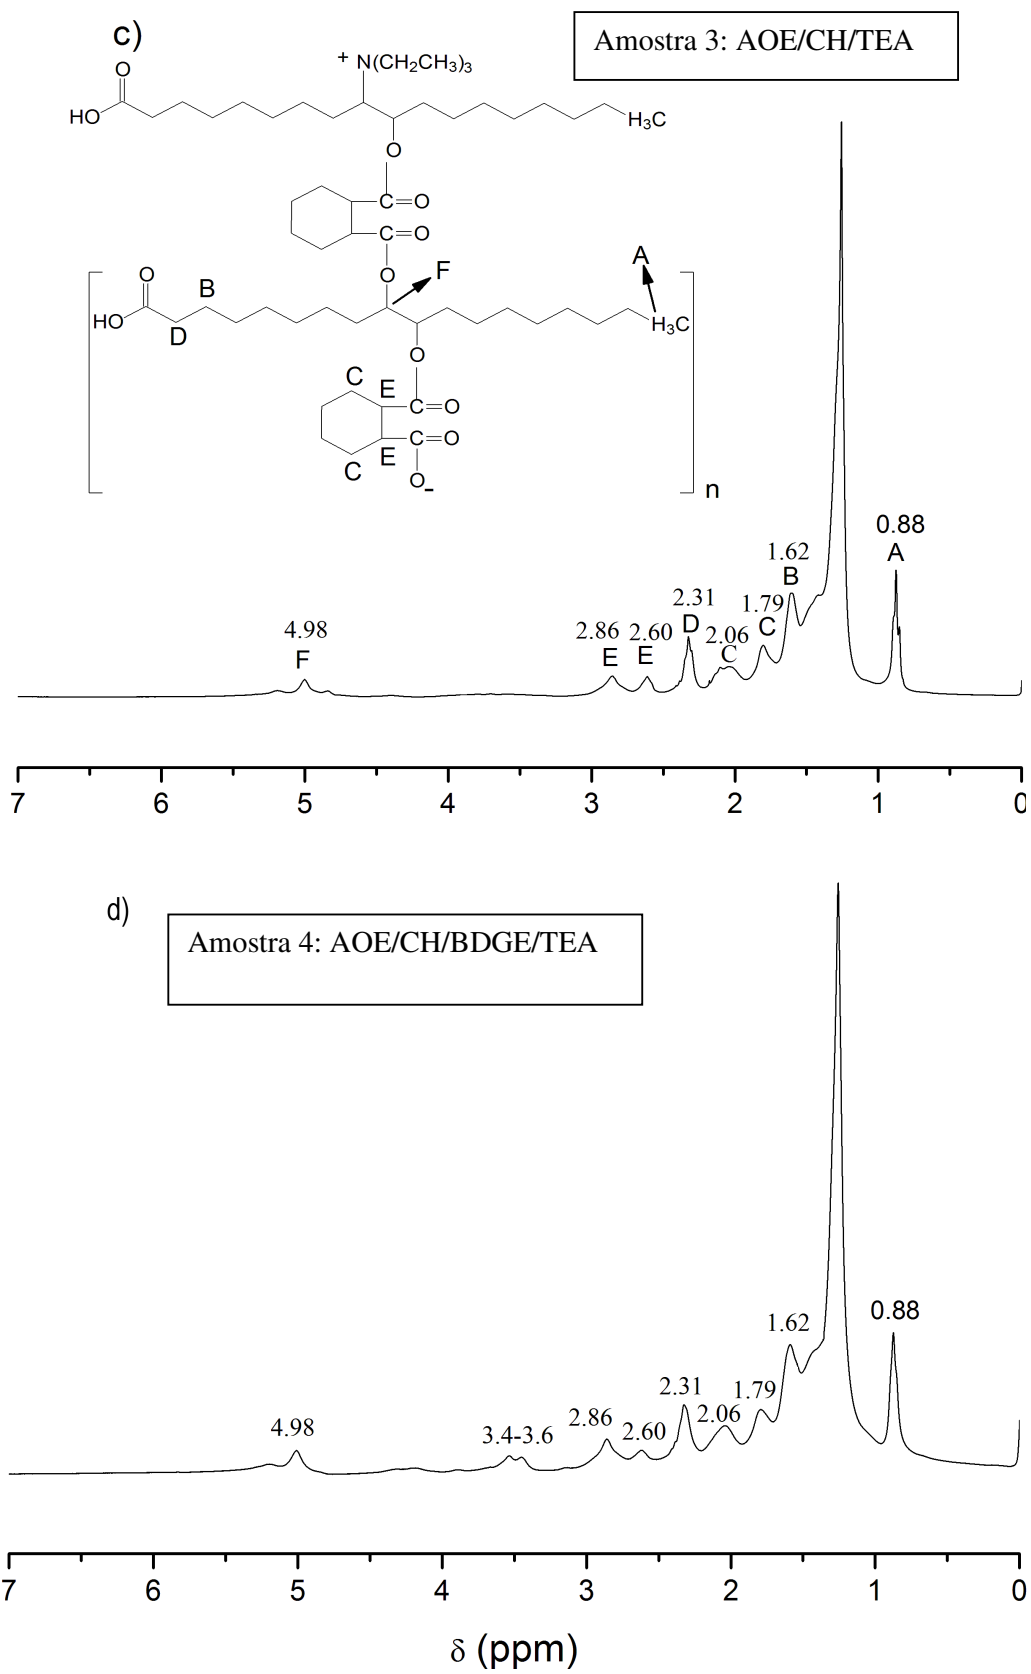 c)
Amostra 3: AOE/CH/TEA
+ N(CH2CH3)3
O
HO
H3C
O
C=O
C=O
O
F
A
O
B
HO
D
H3C
O
C
E
C=O
C=O
E
C
O-
n
0.88
A
1.62
B
2.31
D
1.79
C
2.06
C
2.86
E
2.60
E
4.98
F
7 6 5 4 3 2 1 0
d)
Amostra 4: AOE/CH/BDGE/TEA
0.88
1.62
2.31
1.79
2.06
2.86
2.60
3.4-3.6
4.98
7 6 5 4 3 2 1 0
δ (ppm)